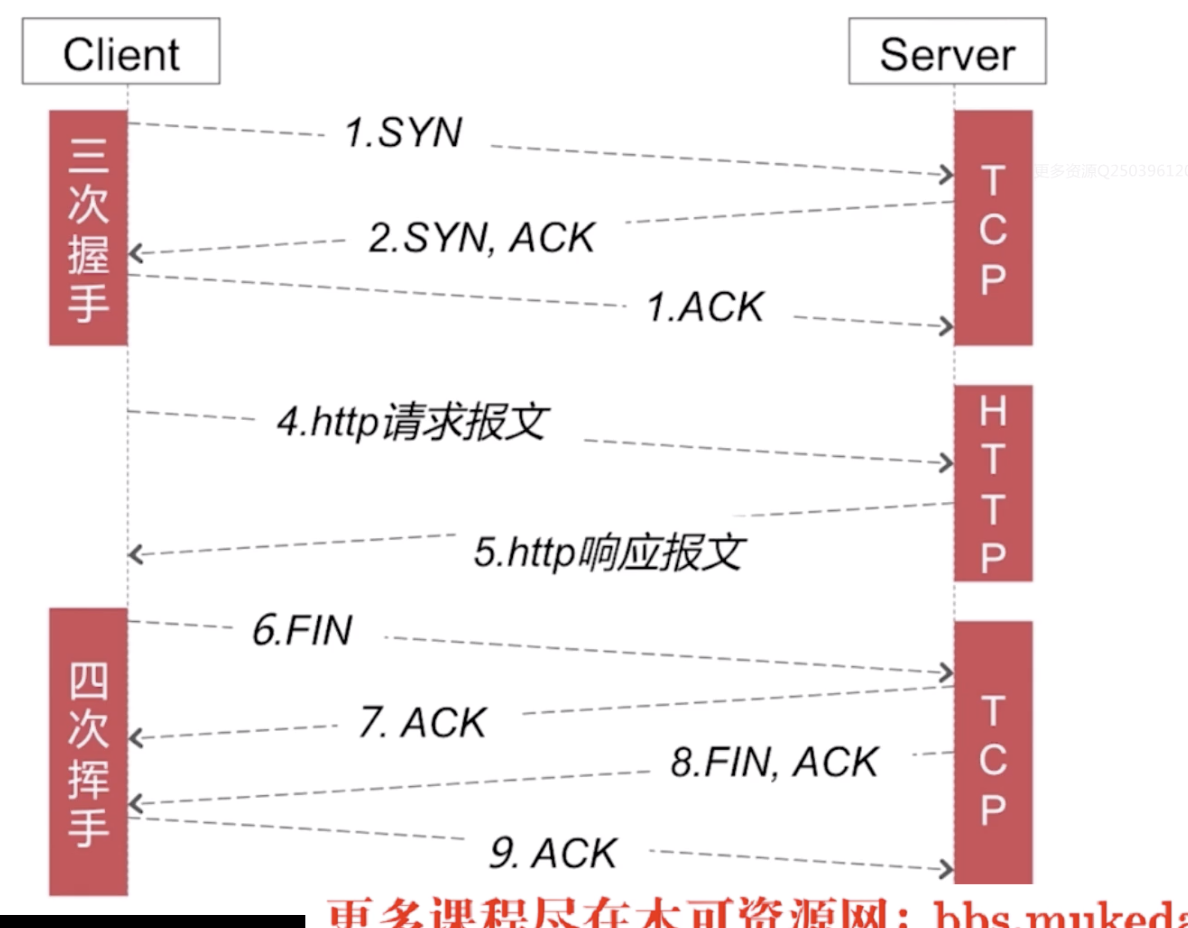 Client
Server
三次握手
1.SYN
TCP
更多资源Q25039612
2.SYN, ACK
1.ACK
4.http请求报文
HTTP
5.http响应报文
四次挥手
6.FIN
TCP
7. ACK
8.FIN, ACK
9. ACK
更多课程尽在木可资源网：bbs.mukeda